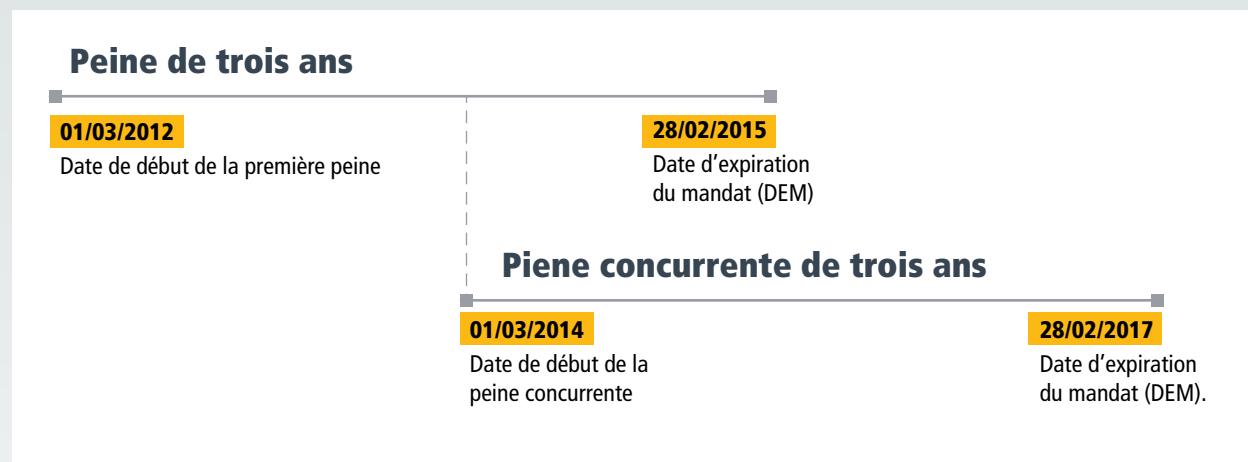 Peine de trois ans
01/03/2012
Date de début de la première peine
28/02/2015
Date d’expiration
du mandat (DEM)
Piene concurrente de trois ans
01/03/2014
Date de début de la
peine concurrente
28/02/2017
Date d’expiration
du mandat (DEM).